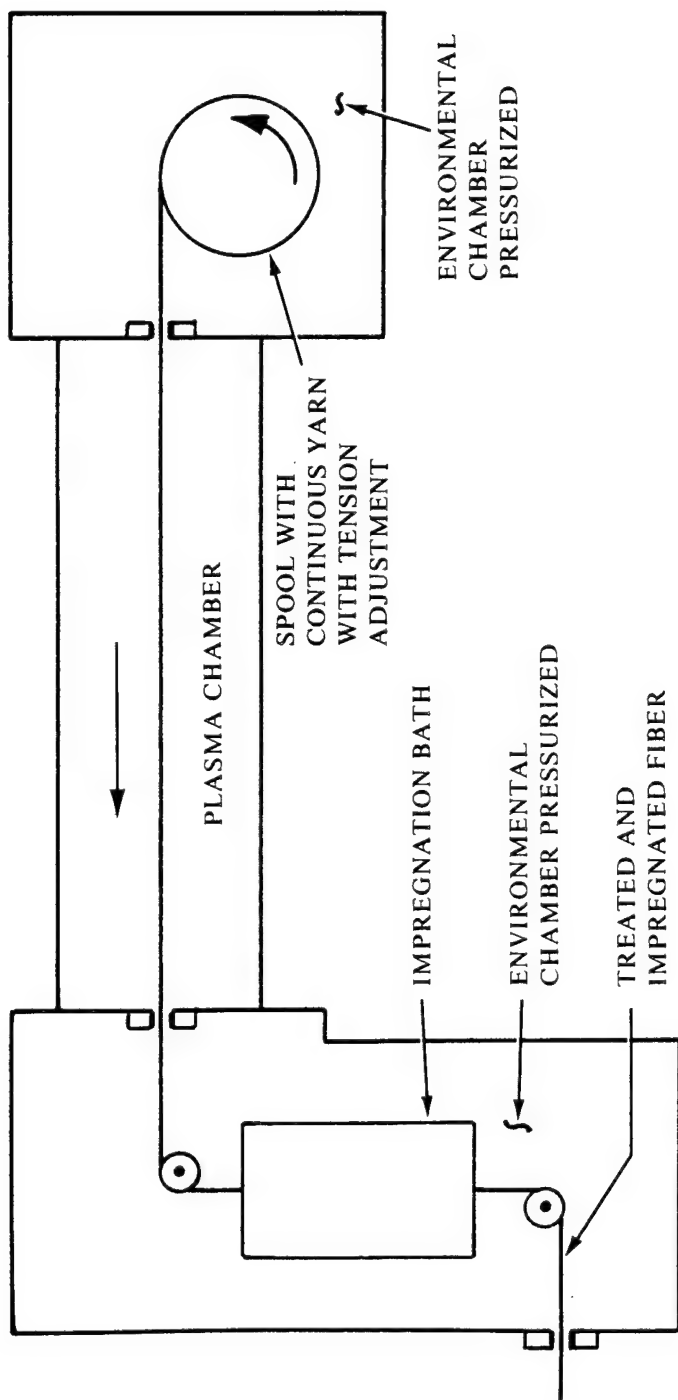 PLASMA CHAMBER
SPOOL WITH
CONTINUOUS YARN
WITH TENSION
ADJUSTMENT
ENVIRONMENTAL
CHAMBER
PRESSURIZED
IMPREGNATION BATH
ENVIRONMENTAL
CHAMBER PRESSURIZED
TREATED AND
IMPREGNATED FIBER